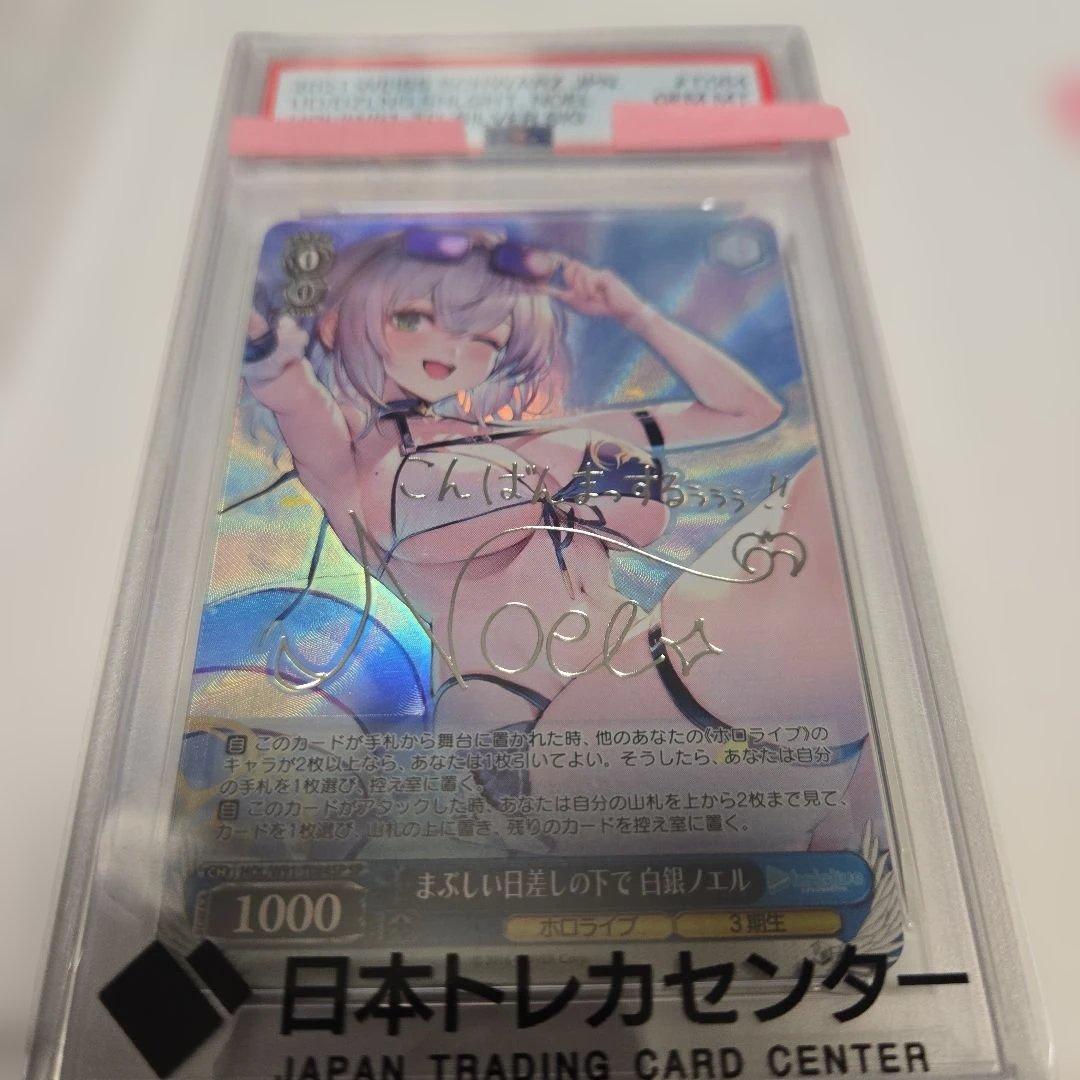 0
0
こんばんまっするぅぅぅ!!
Noel
自 このカードが手札から舞台に置かれた時、他のあなたの《ホロライブ》の
キャラが2枚以上なら、あなたは1枚引いてよい。そうしたら、あなたは自分
の手札を1枚選び、控え室に置く。
自 このカードがアタックした時、あなたは自分の山札を上から2枚まで見て、
カードを1枚選び、山札の上に置き、残りのカードを控え室に置く。
まぶしい日差しの下で 白銀ノエル
1000
ホロライブ 3期生
日本トレカセンター
JAPAN TRADING CARD CENTER